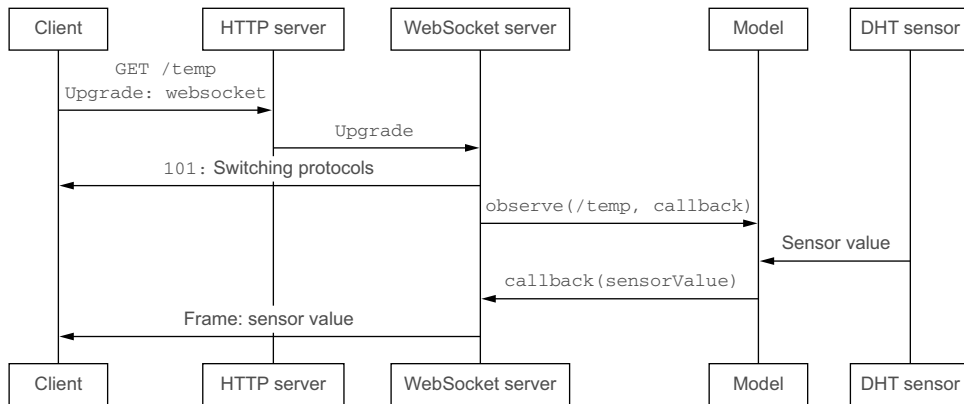 Client HTTP server WebSocket server Model DHT sensor
GET /temp
Upgrade: websocket
Upgrade
101: Switching protocols
observe(/temp, callback)
Sensor value
callback(sensorValue)
Frame: sensor value
Client HTTP server WebSocket server Model DHT sensor